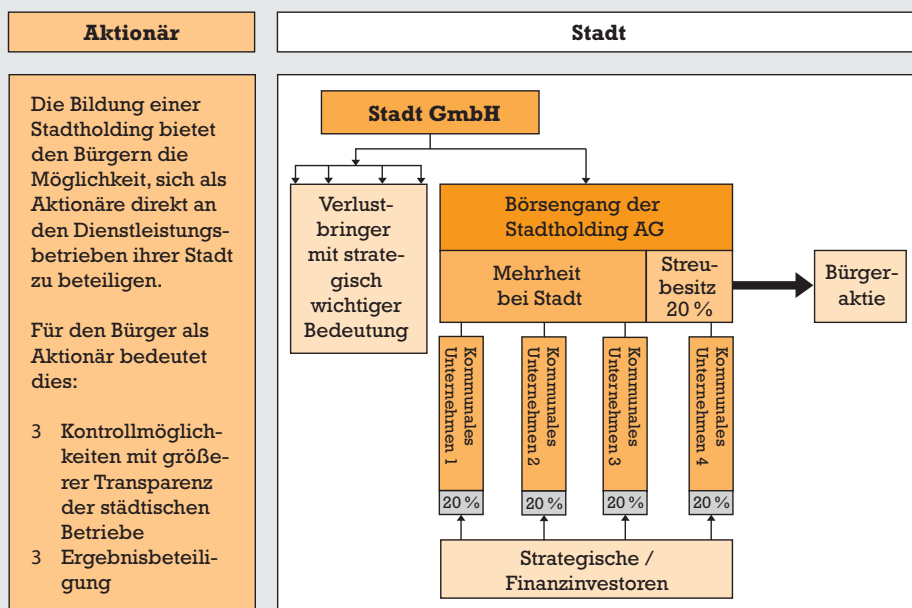 Aktionär
Die Bildung einer
Stadtholding bietet
den Bürgern die
Möglichkeit, sich als
Aktionäre direkt an
den Dienstleistungs-
betrieben ihrer Stadt
zu beteiligen.
Für den Bürger als
Aktionär bedeutet
dies:
3 Kontrollmöglich-
keiten mit größe-
rer Transparenz
der städtischen
Betriebe
3 Ergebnisbeteili-
gung
Stadt
Stadt GmbH
Verlust-
bringer
mit strate-
gisch
wichtiger
Bedeutung
Börsengang der
Stadtholding AG
Mehrheit
bei Stadt
Streu-
besitz
20 %
Bürger-
aktie
Kommunales
Unternehmen 1
Kommunales
Unternehmen 2
Kommunales
Unternehmen 3
Kommunales
Unternehmen 4
20 %
20 %
20 %
20 %
Strategische /
Finanzinvestoren